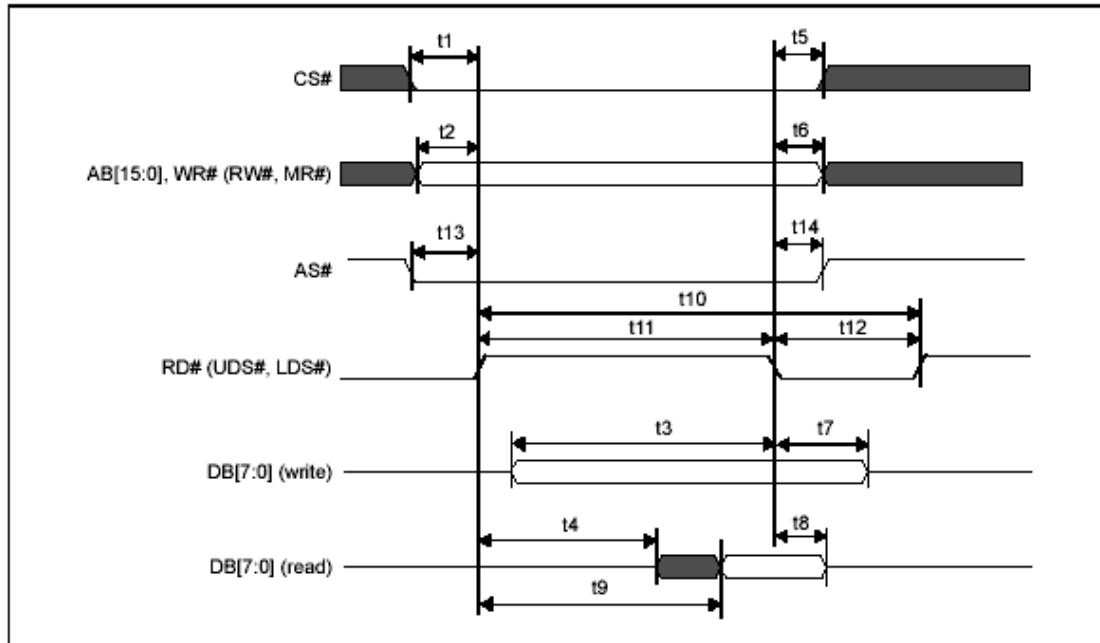 t1 t5
CS#
t2 t6
AB[15:0], WR# (RW#, MR#)
t13 t14
AS#
t10
t11 t12
RD# (UDS#, LDS#)
t3 t7
DB[7:0] (write)
t4 t8
DB[7:0] (read)
t9